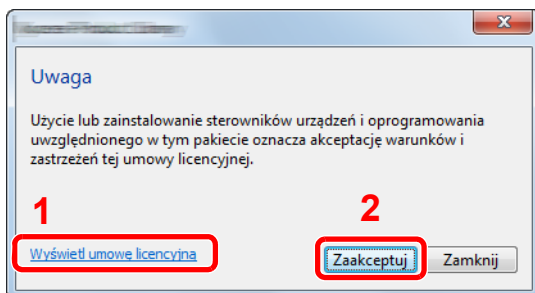 Uwaga
Użycie lub zainstalowanie sterowników urządzeń i oprogramowania
uwzględnionego w tym pakiecie oznacza akceptację warunków i
zastrzeżeń tej umowy licencyjnej.
1
2
Wyświetl umowę licencyjną
Zaakceptuj
Zamknij